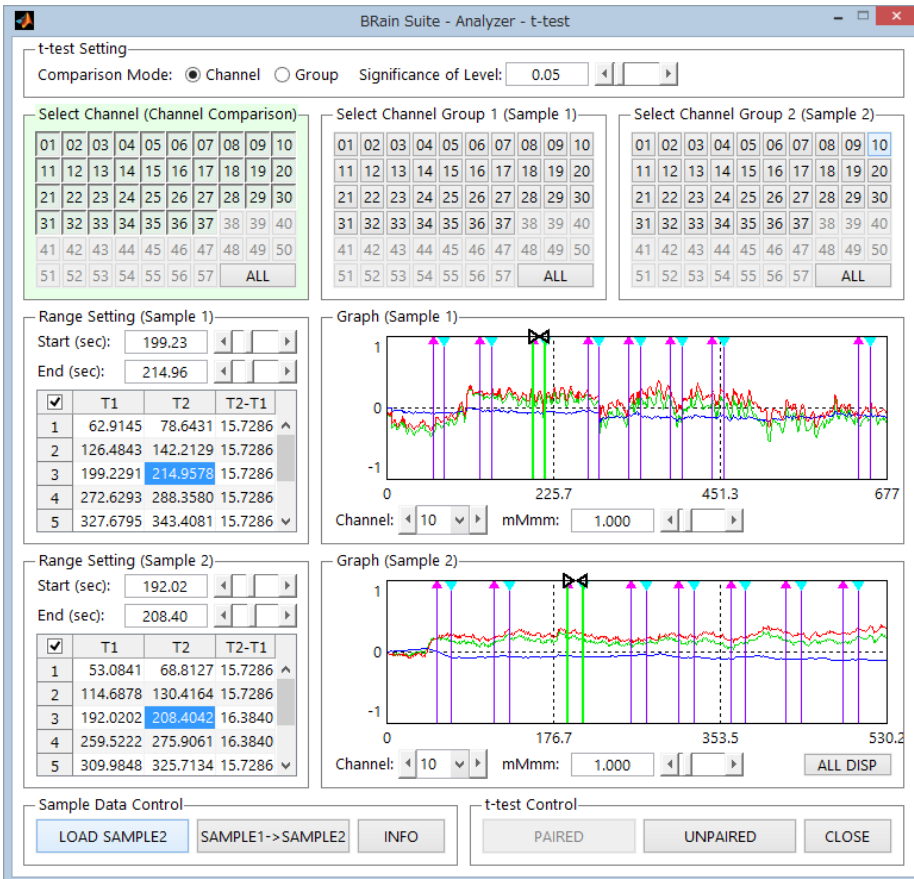 BRain Suite - Analyzer - t-test
t-test Setting
Comparison Mode: Channel Group Significance of Level: 0.05
Select Channel (Channel Comparison)
01 02 03 04 05 06 07 08 09 10
11 12 13 14 15 16 17 18 19 20
21 22 23 24 25 26 27 28 29 30
31 32 33 34 35 36 37 38 39 40
41 42 43 44 45 46 47 48 49 50
51 52 53 54 55 56 57 ALL
Select Channel Group 1 (Sample 1)
01 02 03 04 05 06 07 08 09 10
11 12 13 14 15 16 17 18 19 20
21 22 23 24 25 26 27 28 29 30
31 32 33 34 35 36 37 38 39 40
41 42 43 44 45 46 47 48 49 50
51 52 53 54 55 56 57 ALL
Select Channel Group 2 (Sample 2)
01 02 03 04 05 06 07 08 09 10
11 12 13 14 15 16 17 18 19 20
21 22 23 24 25 26 27 28 29 30
31 32 33 34 35 36 37 38 39 40
41 42 43 44 45 46 47 48 49 50
51 52 53 54 55 56 57 ALL
Range Setting (Sample 1)
Start (sec): 199.23
End (sec): 214.96
T1 T2 T2-T1
1 62.9145 78.6431 15.7286
2 126.4843 142.2129 15.7286
3 199.2291 214.9578 15.7286
4 272.6293 288.3580 15.7286
5 327.6795 343.4081 15.7286
Graph (Sample 1)
1
0
-1
0 225.7 451.3 677
Channel: 10 mMmm: 1.000
Range Setting (Sample 2)
Start (sec): 192.02
End (sec): 208.40
T1 T2 T2-T1
1 53.0841 68.8127 15.7286
2 114.6878 130.4164 15.7286
3 192.0202 208.4042 16.3840
4 259.5222 275.9061 16.3840
5 309.9848 325.7134 15.7286
Graph (Sample 2)
1
0
-1
0 176.7 353.5 530.2
Channel: 10 mMmm: 1.000 ALL DISP
Sample Data Control
LOAD SAMPLE2 SAMPLE1->SAMPLE2 INFO
t-test Control
PAIRED UNPAIRED CLOSE